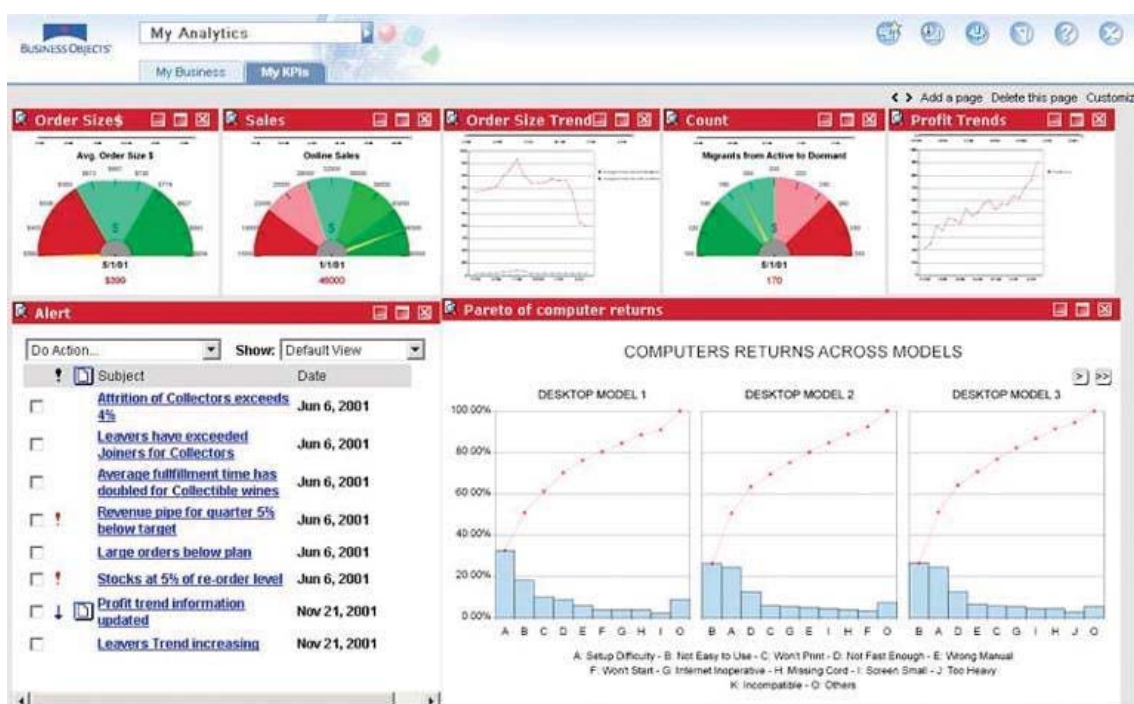 BUSINESS OBJECTS
My Analytics
My Business
My KPIs
Add a page Delete this page Customiz
Order Size$
Sales
Order Size Trend
Count
Profit Trends
Avg. Order Size $
5/1/01
$399
Online Sales
1/1/01
46000
Migrants from Active to Dormant
5/1/01
170
Alert
Do Action...
Show: Default View
! Subject Date
Attrition of Collectors exceeds
4%
Jun 6, 2001
Leavers have exceeded
Joiners for Collectors
Jun 6, 2001
Average fullfillment time has
doubled for Collectible wines
Jun 6, 2001
! Revenue pipe for quarter 5%
below target
Jun 6, 2001
Large orders below plan Jun 6, 2001
! Stocks at 5% of re-order level Jun 6, 2001
Profit trend information
updated
Nov 21, 2001
Leavers Trend increasing Nov 21, 2001
Pareto of computer returns
COMPUTERS RETURNS ACROSS MODELS
> >>
DESKTOP MODEL 1 DESKTOP MODEL 2 DESKTOP MODEL 3
100.00%
80.00%
60.00%
40.00%
20.00%
0.00%
A B C D E F G H I O
B A D C G E I H F O
B A D E C G I H J O
A: Setup Difficulty - B: Not Easy to Use - C: Won't Print - D: Not Fast Enough - E: Wrong Manual
F: Won't Start - G: Internet Inoperative - H: Missing Cord - I: Screen Small - J: Too Heavy
K: Incompatible - O: Others